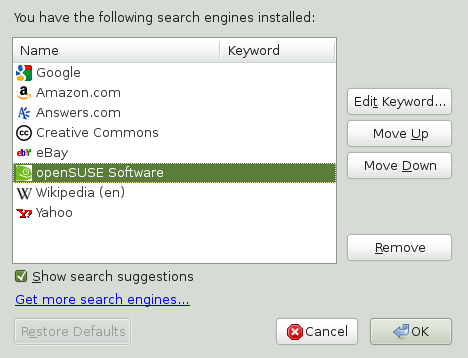 You have the following search engines installed:
Name Keyword
Google
Amazon.com
Answers.com
Creative Commons
eBay
openSUSE Software
Wikipedia (en)
Yahoo
Edit Keyword...
Move Up
Move Down
Remove
Show search suggestions
Get more search engines...
Restore Defaults Cancel OK